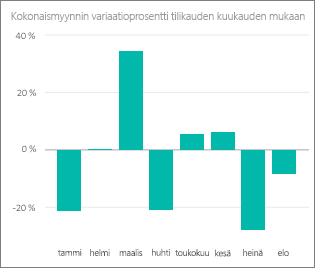 Kokonaismyynnin variaatioprosentti tilikauden kuukauden mukaan
40 %
20 %
0 %
-20 %
tammi helmi maalis huhti toukokuu kesä heinä elo